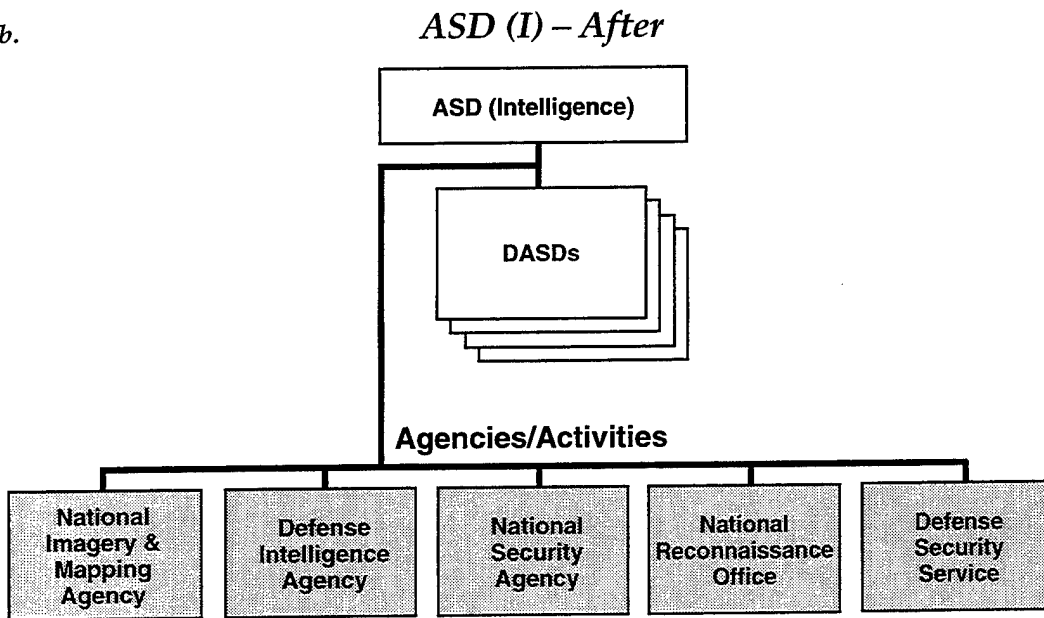 b.
ASD (I) – After
ASD (Intelligence)
DASDs
Agencies/Activities
National
Imagery &
Mapping
Agency
Defense
Intelligence
Agency
National
Security
Agency
National
Reconnaissance
Office
Defense
Security
Service